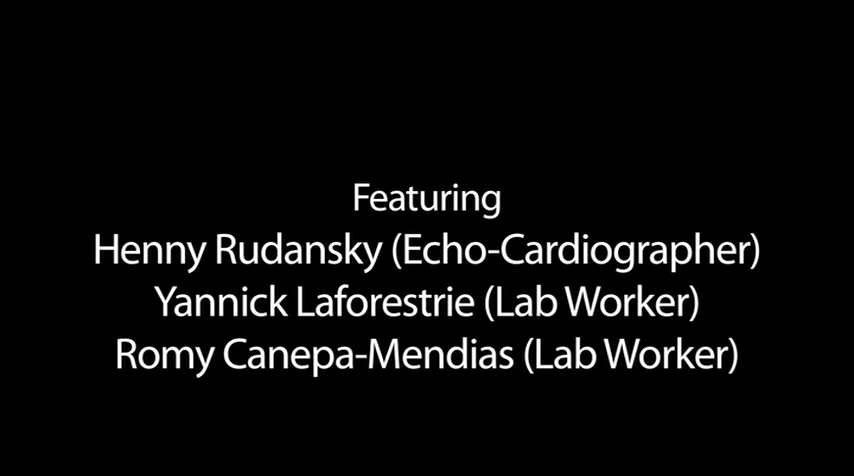 Featuring
Henny Rudansky (Echo-Cardiographer)
Yannick Laforestrie (Lab Worker)
Romy Canepa-Mendias (Lab Worker)